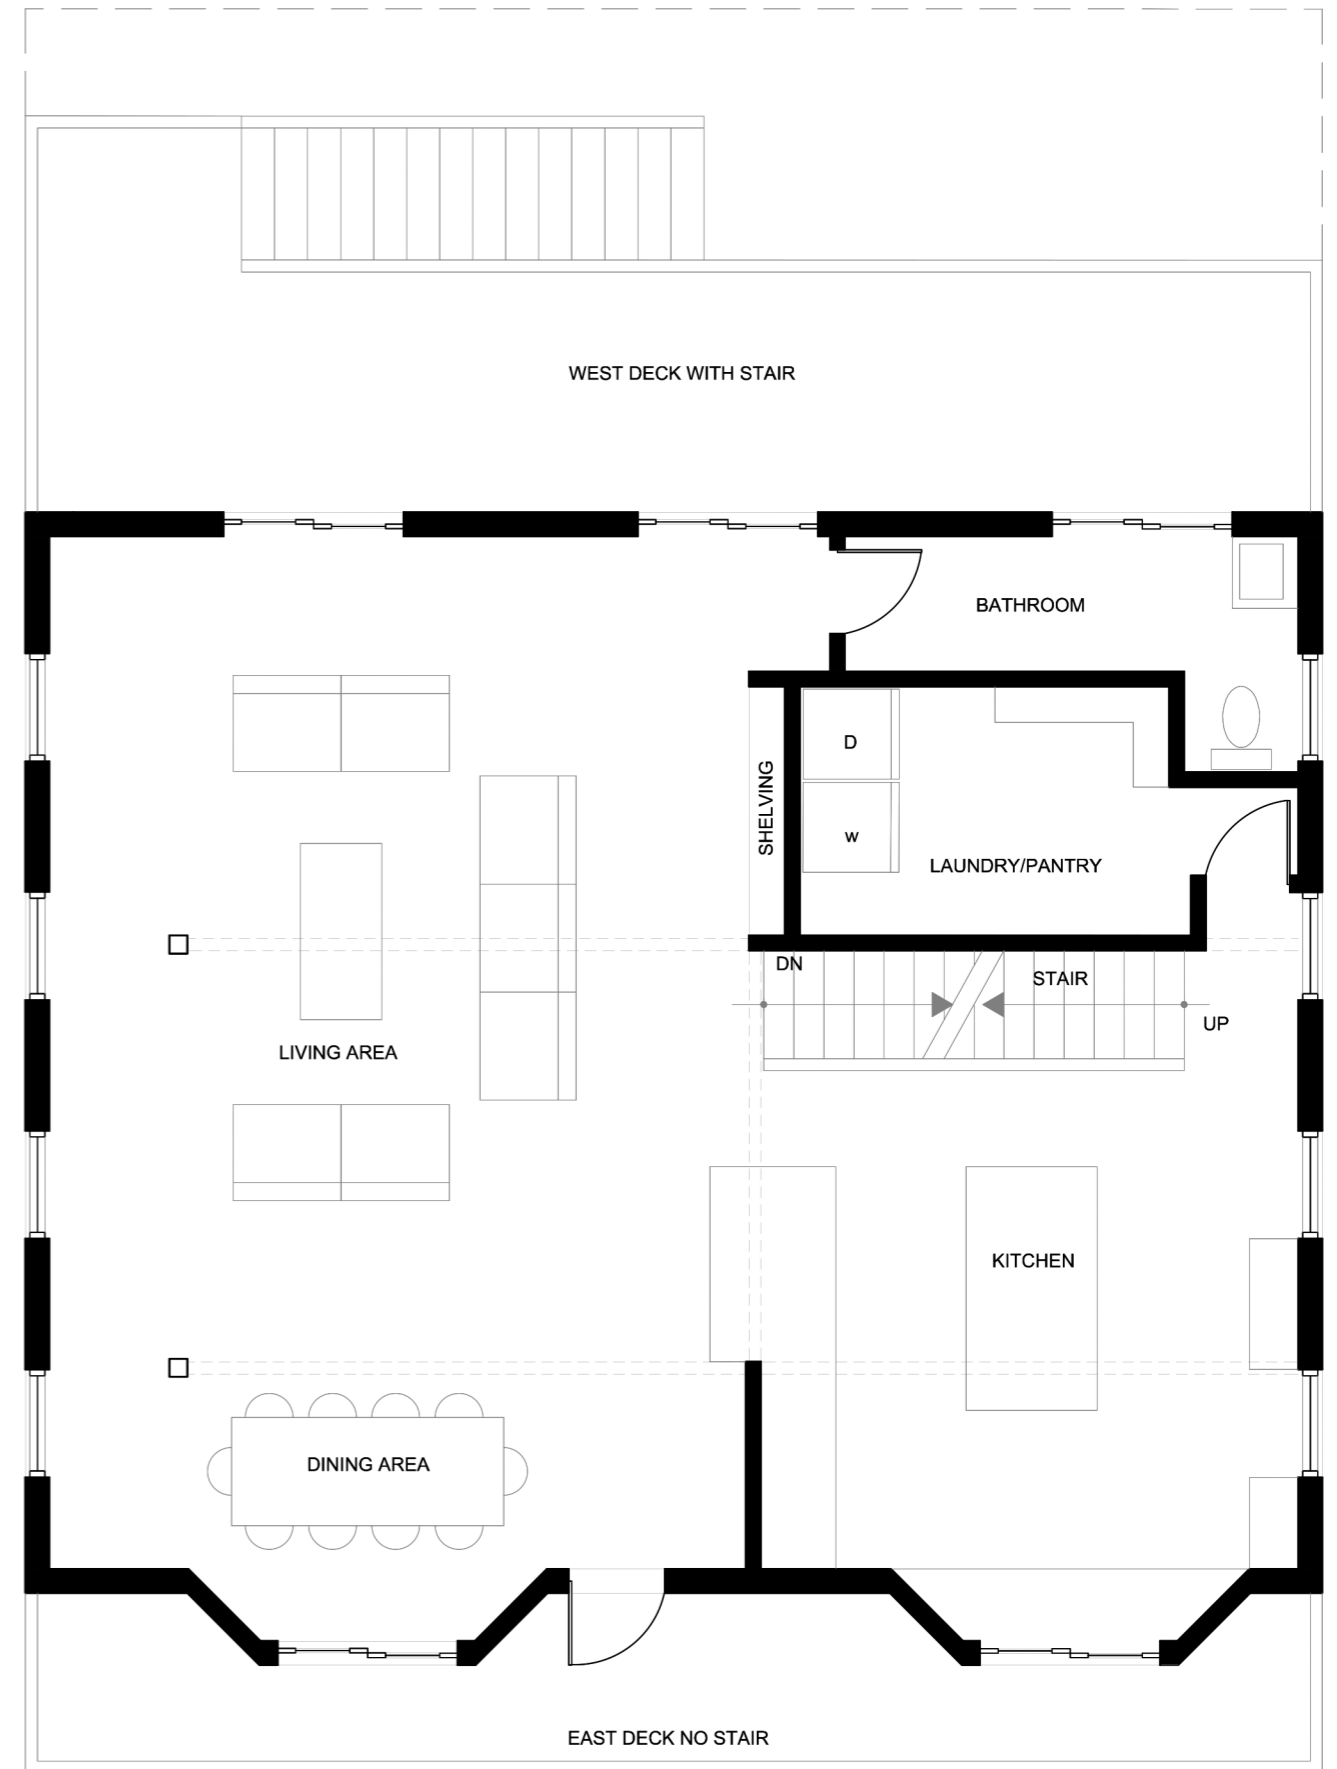 WEST DECK WITH STAIR
BATHROOM
D
SHELVING
W
LAUNDRY/PANTRY
DN
STAIR
UP
LIVING AREA
KITCHEN
DINING AREA
EAST DECK NO STAIR